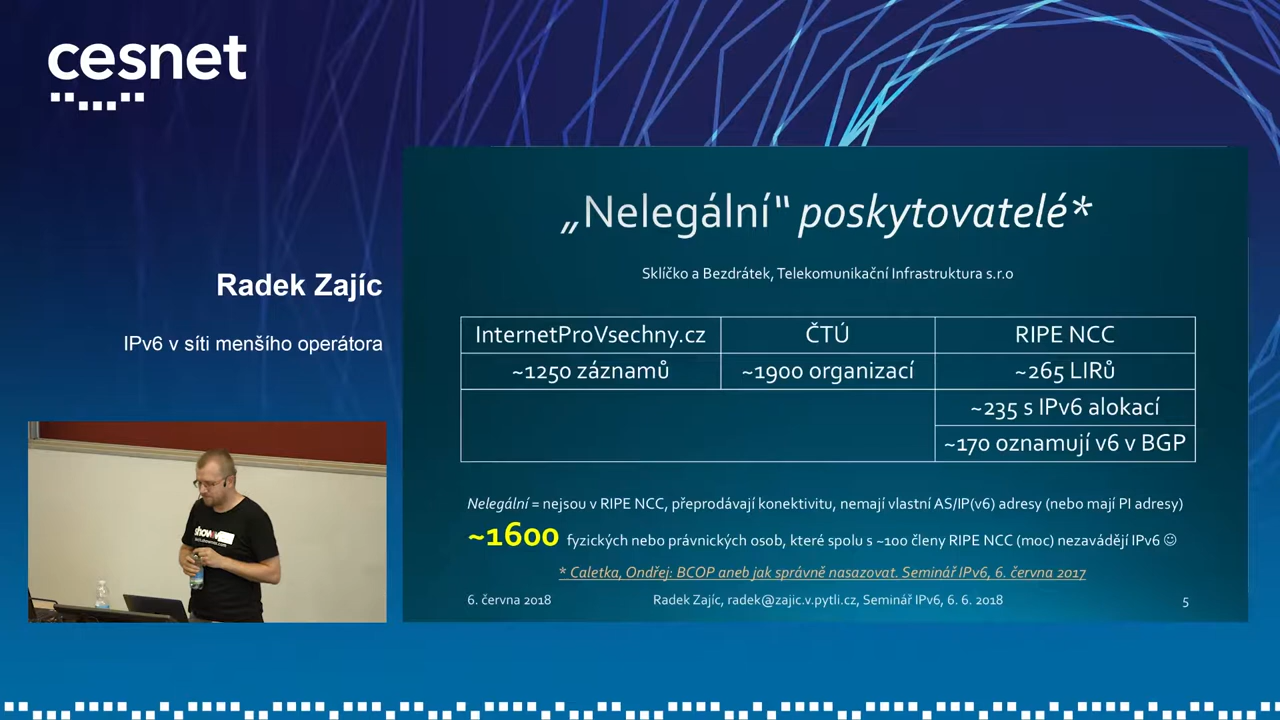 cesnet
Radek Zajíc
IPv6 v síti menšího operátora
„Nelegální“ poskytovatelé*
Sklíčko a Bezdrátek, Telekomunikační Infrastruktura s.r.o
InternetProVsechny.cz ČTÚ RIPE NCC
~1250 záznamů ~1900 organizací ~265 LIRů
~235 s IPv6 alokací
~170 oznamují v6 v BGP
Nelegální = nejsou v RIPE NCC, přeprodávají konektivitu, nemají vlastní AS/IP(v6) adresy (nebo mají PI adresy)
~1600 fyzických nebo právnických osob, které spolu s ~100 členy RIPE NCC (moc) nezavádějí IPv6 ☺
* Caletka, Ondřej: BCOP aneb jak správně nasazovat. Seminář IPv6, 6. června 2017
6. června 2018 Radek Zajíc, radek@zajic.v.pytli.cz, Seminář IPv6, 6. 6. 2018 5